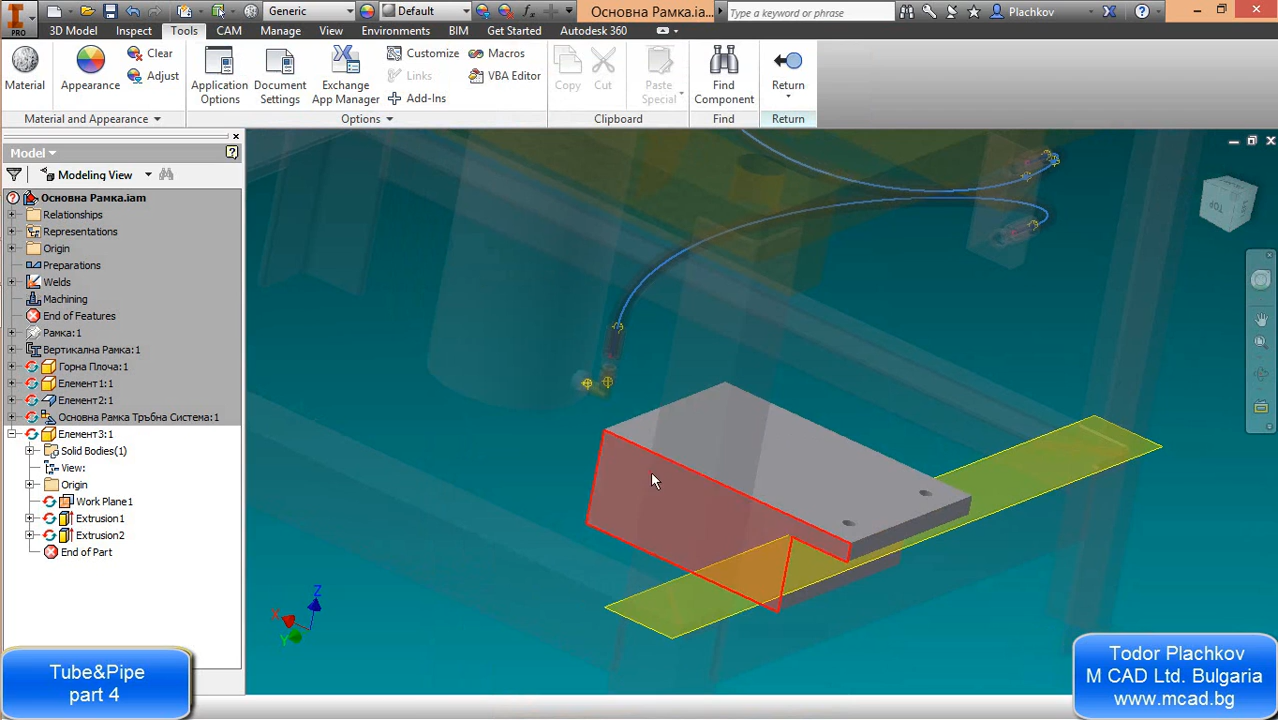 PRO
Generic
Default
Основна Рамка.ia...
Type a keyword or phrase
Plachkov
3D Model
Inspect
Tools
CAM
Manage
View
Environments
BIM
Get Started
Autodesk 360
Material
Appearance
Clear
Adjust
Application
Options
Document
Settings
Exchange
App Manager
Customize
Links
Add-Ins
Macros
VBA Editor
Copy
Cut
Paste
Special
Find
Component
Return
Material and Appearance
Options
Clipboard
Find
Return
Model
Modeling View
Основна Рамка.iam
Relationships
Representations
Origin
Preparations
Welds
Machining
End of Features
Рамка:1
Вертикална Рамка:1
Горна Плоча:1
Елемент1:1
Елемент2:1
Основна Рамка Тръбна Система:1
Елемент3:1
Solid Bodies(1)
View:
Origin
Work Plane1
Extrusion1
Extrusion2
End of Part
TOP
Z
X
Y
Tube&Pipe
part 4
Todor Plachkov
M CAD Ltd. Bulgaria
www.mcad.bg